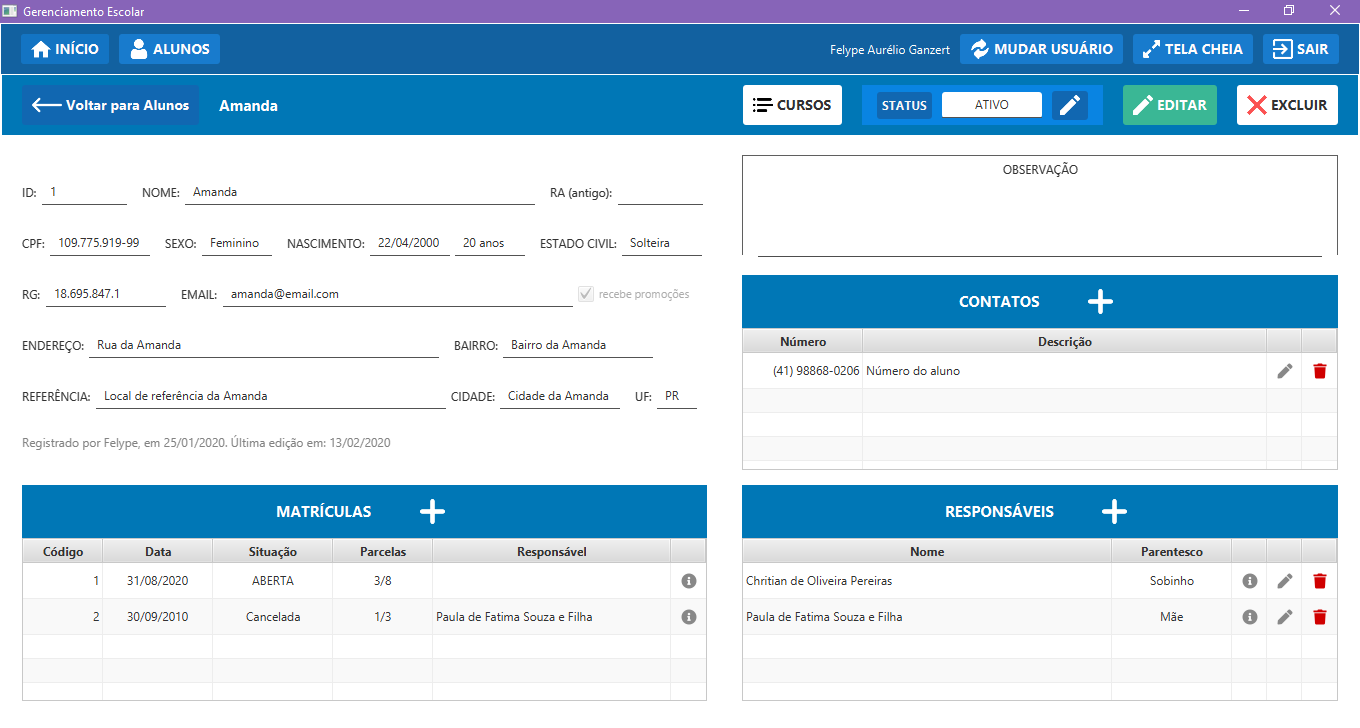 Gerenciamento Escolar
INÍCIO ALUNOS Felype Aurélio Ganzert MUDAR USUÁRIO TELA CHEIA SAIR
Voltar para Alunos Amanda CURSOS STATUS ATIVO EDITAR EXCLUIR
ID: 1 NOME: Amanda RA (antigo):
CPF: 109.775.919-99 SEXO: Feminino NASCIMENTO: 22/04/2000 20 anos ESTADO CIVIL: Solteira
RG: 18.695.847.1 EMAIL: amanda@email.com recebe promoções
ENDEREÇO: Rua da Amanda BAIRRO: Bairro da Amanda
REFERÊNCIA: Local de referência da Amanda CIDADE: Cidade da Amanda UF: PR
Registrado por Felype, em 25/01/2020. Última edição em: 13/02/2020
OBSERVAÇÃO
CONTATOS
Número Descrição
(41) 98868-0206 Número do aluno
MATRÍCULAS
Código Data Situação Parcelas Responsável
1 31/08/2020 ABERTA 3/8
2 30/09/2010 Cancelada 1/3 Paula de Fatima Souza e Filha
RESPONSÁVEIS
Nome Parentesco
Chritian de Oliveira Pereiras Sobinho
Paula de Fatima Souza e Filha Mãe